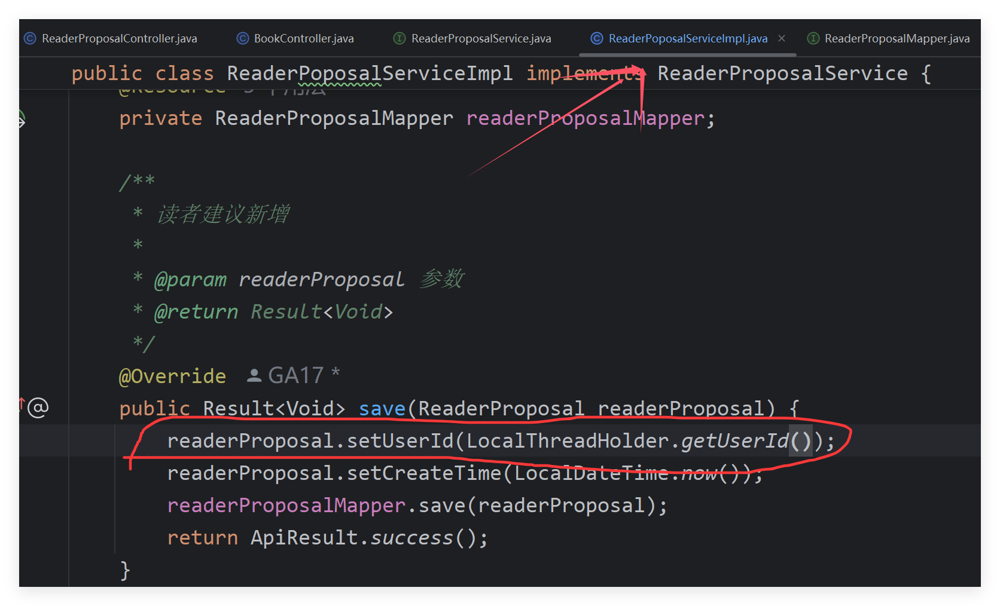 ReaderProposalController.java BookController.java ReaderProposalService.java ReaderPoposalServiceImpl.java × ReaderProposalMapper.java
public class ReaderPoposalServiceImpl implements ReaderProposalService {
@Resource
private ReaderProposalMapper readerProposalMapper;
/**
* 读者建议新增
*
* @param readerProposal 参数
* @return Result<Void>
*/
@Override GA17 *
public Result<Void> save(ReaderProposal readerProposal) {
readerProposal.setUserId(LocalThreadHolder.getUserId());
readerProposal.setCreateTime(LocalDateTime.now());
readerProposalMapper.save(readerProposal);
return ApiResult.success();
}